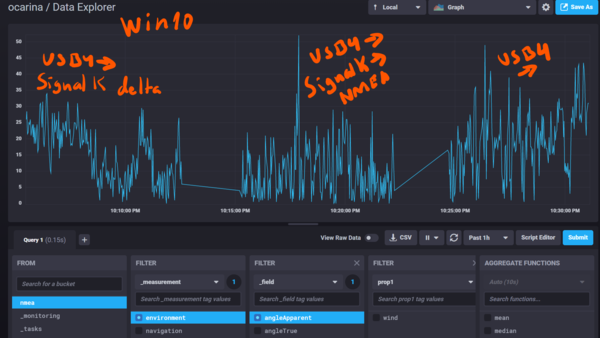 ocarina / Data Explorer
Local
Graph
Save As
Win10
USB4 →
Signal K delta
USB4 →
Signal K →
NMEA
USB4
→
50
45
40
35
30
25
20
15
10
5
0
10:10:00 PM
10:15:00 PM
10:20:00 PM
10:25:00 PM
10:30:00 PM
Query 1 (0.15s)
+
View Raw Data
CSV
Past 1h
Script Editor
Submit
FROM
Search for a bucket
nmea
_monitoring
_tasks
FILTER
_measurement
1
Search _measurement tag values
environment
navigation
FILTER
_field
1
Search _field tag values
angleApparent
angleTrue
FILTER
prop1
Search prop1 tag values
wind
AGGREGATE FUNCTIONS
Auto (10s)
Search functions...
mean
median